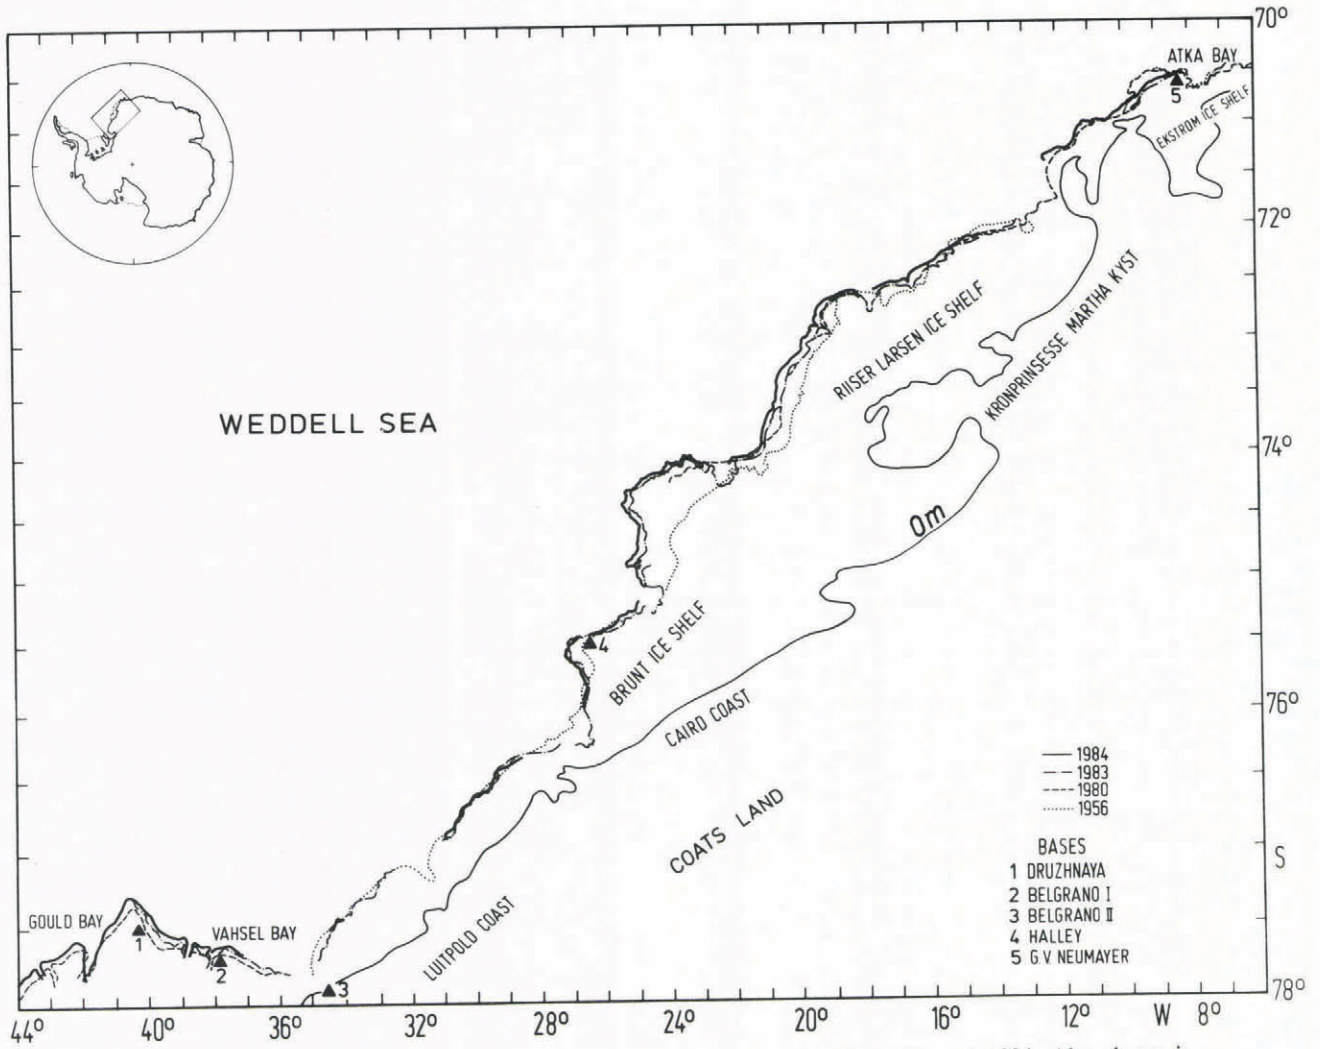 70°
ATKA BAY
5
EKSTROM ICE SHELF
72°
RIISER LARSEN ICE SHELF
KRONPRINSESSE MARTHA KYST
WEDDELL SEA
74°
0m
4
BRUNT ICE SHELF
76°
CAIRD COAST
1984
1983
1980
1956
COATS LAND
BASES
1 DRUZHNAYA
2 BELGRANO I
3 BELGRANO II
4 HALLEY
5 G.V NEUMAYER
S
GOULD BAY
VAHSEL BAY
LUITPOLD COAST
1
2
3
78°
44° 40° 36° 32° 28° 24° 20° 16° 12° W 8°